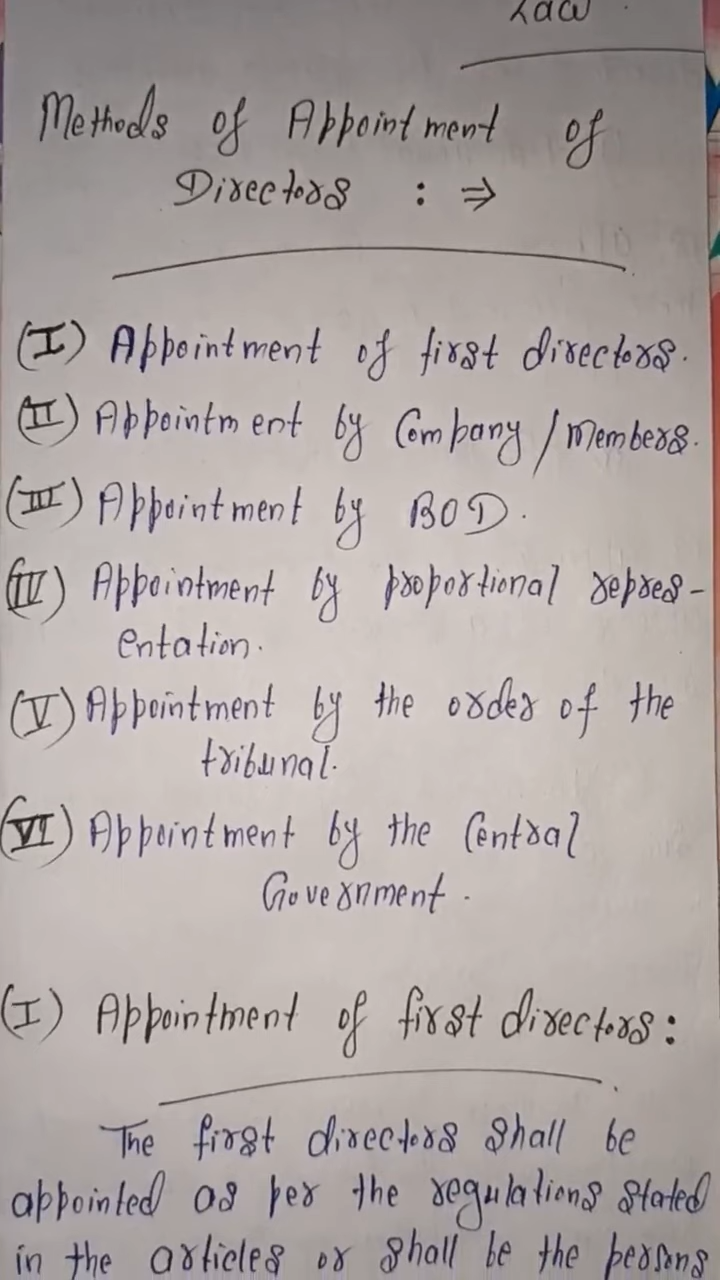 Law.
Methods of Appointment of
Directors : ⇒
(I) Appointment of first directors.
(II) Appointment by Company / Members.
(III) Appointment by BOD.
(IV) Appointment by proportional repres-
entation.
(V) Appointment by the order of the
tribunal.
(VI) Appointment by the Central
Government.
(I) Appointment of first directors:
The first directors shall be
appointed as per the regulations stated
in the articles or shall be the persons